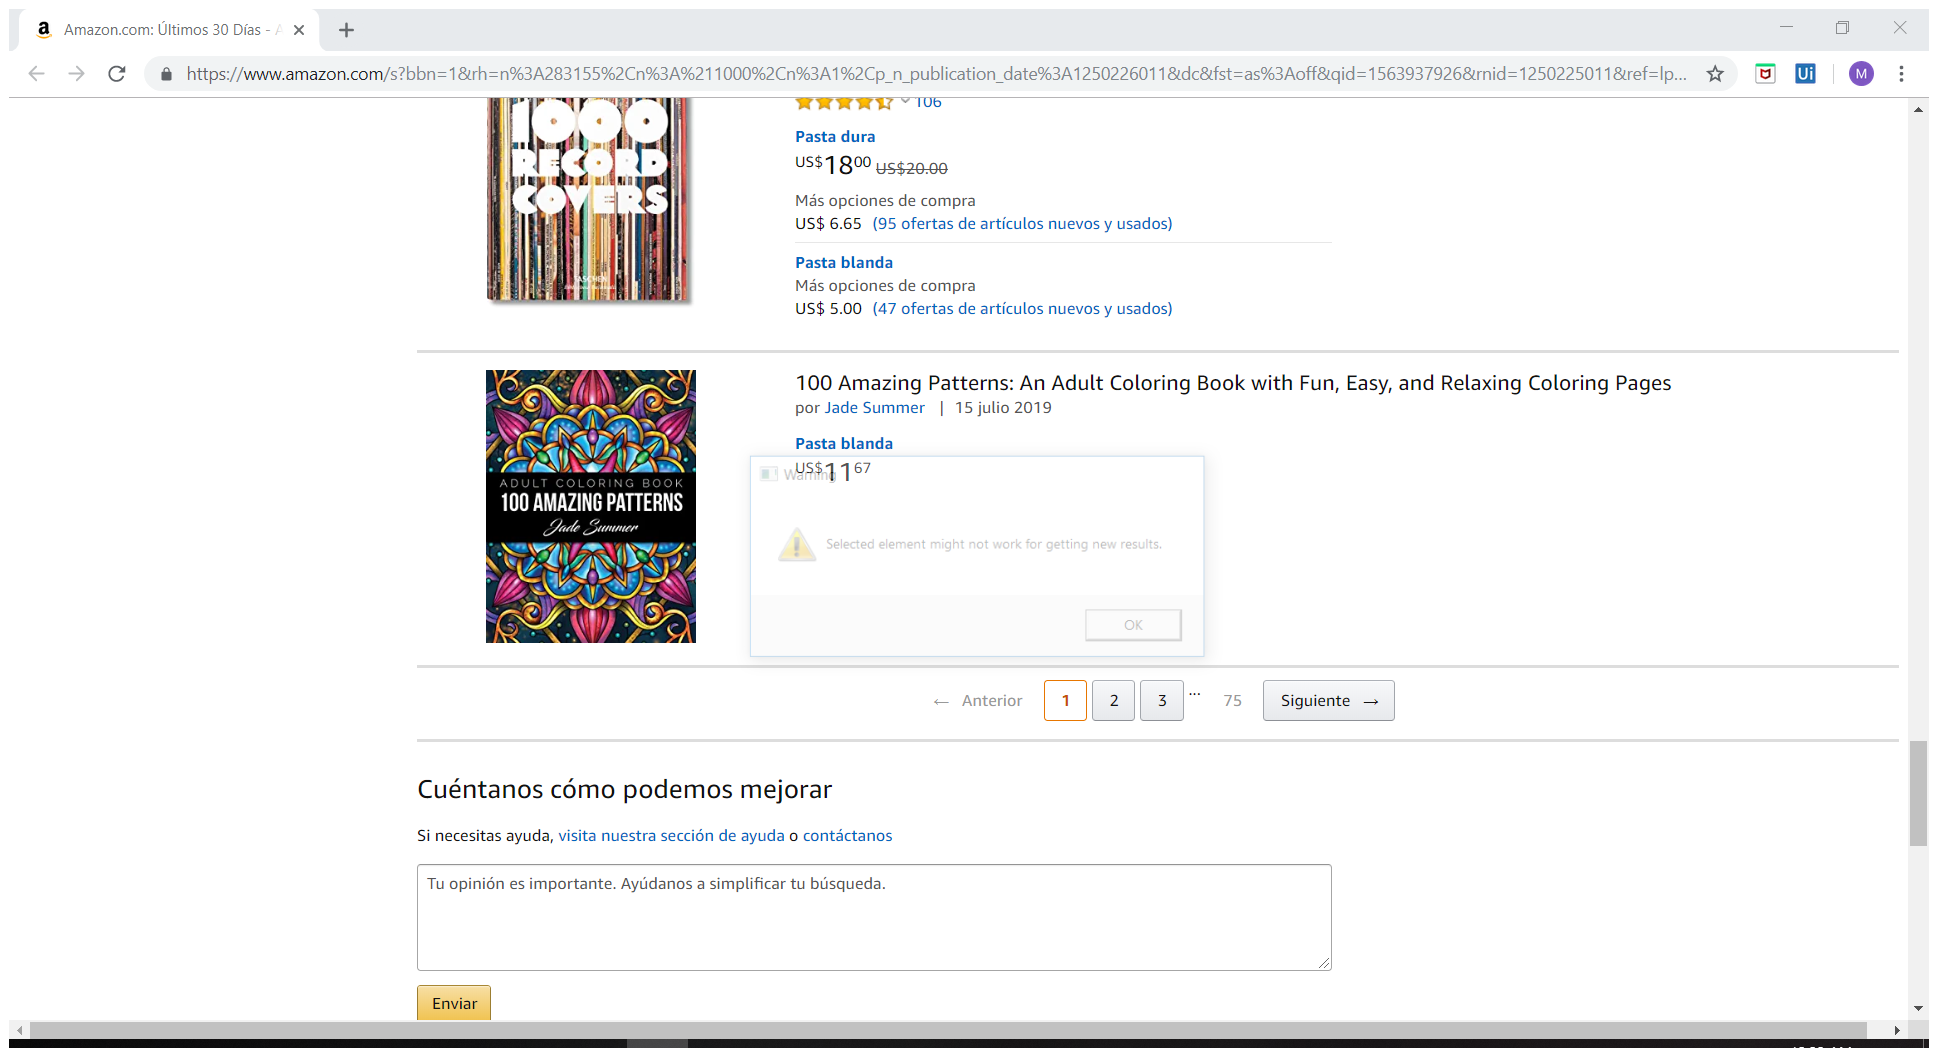 Amazon.com: Últimos 30 Días - A
https://www.amazon.com/s?bbn=1&rh=n%3A283155%2Cn%3A%211000%2Cn%3A1%2Cp_n_publication_date%3A1250226011&dc&fst=as%3Aoff&qid=1563937926&rnid=1250225011&ref=lp...
Ui
M
1000
RECORD
COVERS
TASCHEN
106
Pasta dura
US$1800 US$20.00
Más opciones de compra
US$ 6.65 (95 ofertas de artículos nuevos y usados)
Pasta blanda
Más opciones de compra
US$ 5.00 (47 ofertas de artículos nuevos y usados)
ADULT COLORING BOOK
100 AMAZING PATTERNS
Jade Summer
100 Amazing Patterns: An Adult Coloring Book with Fun, Easy, and Relaxing Coloring Pages
por Jade Summer | 15 julio 2019
Pasta blanda
US$1167
Warning
Selected element might not work for getting new results.
OK
← Anterior 1 2 3 ... 75 Siguiente →
Cuéntanos cómo podemos mejorar
Si necesitas ayuda, visita nuestra sección de ayuda o contáctanos
Tu opinión es importante. Ayúdanos a simplificar tu búsqueda.
Enviar